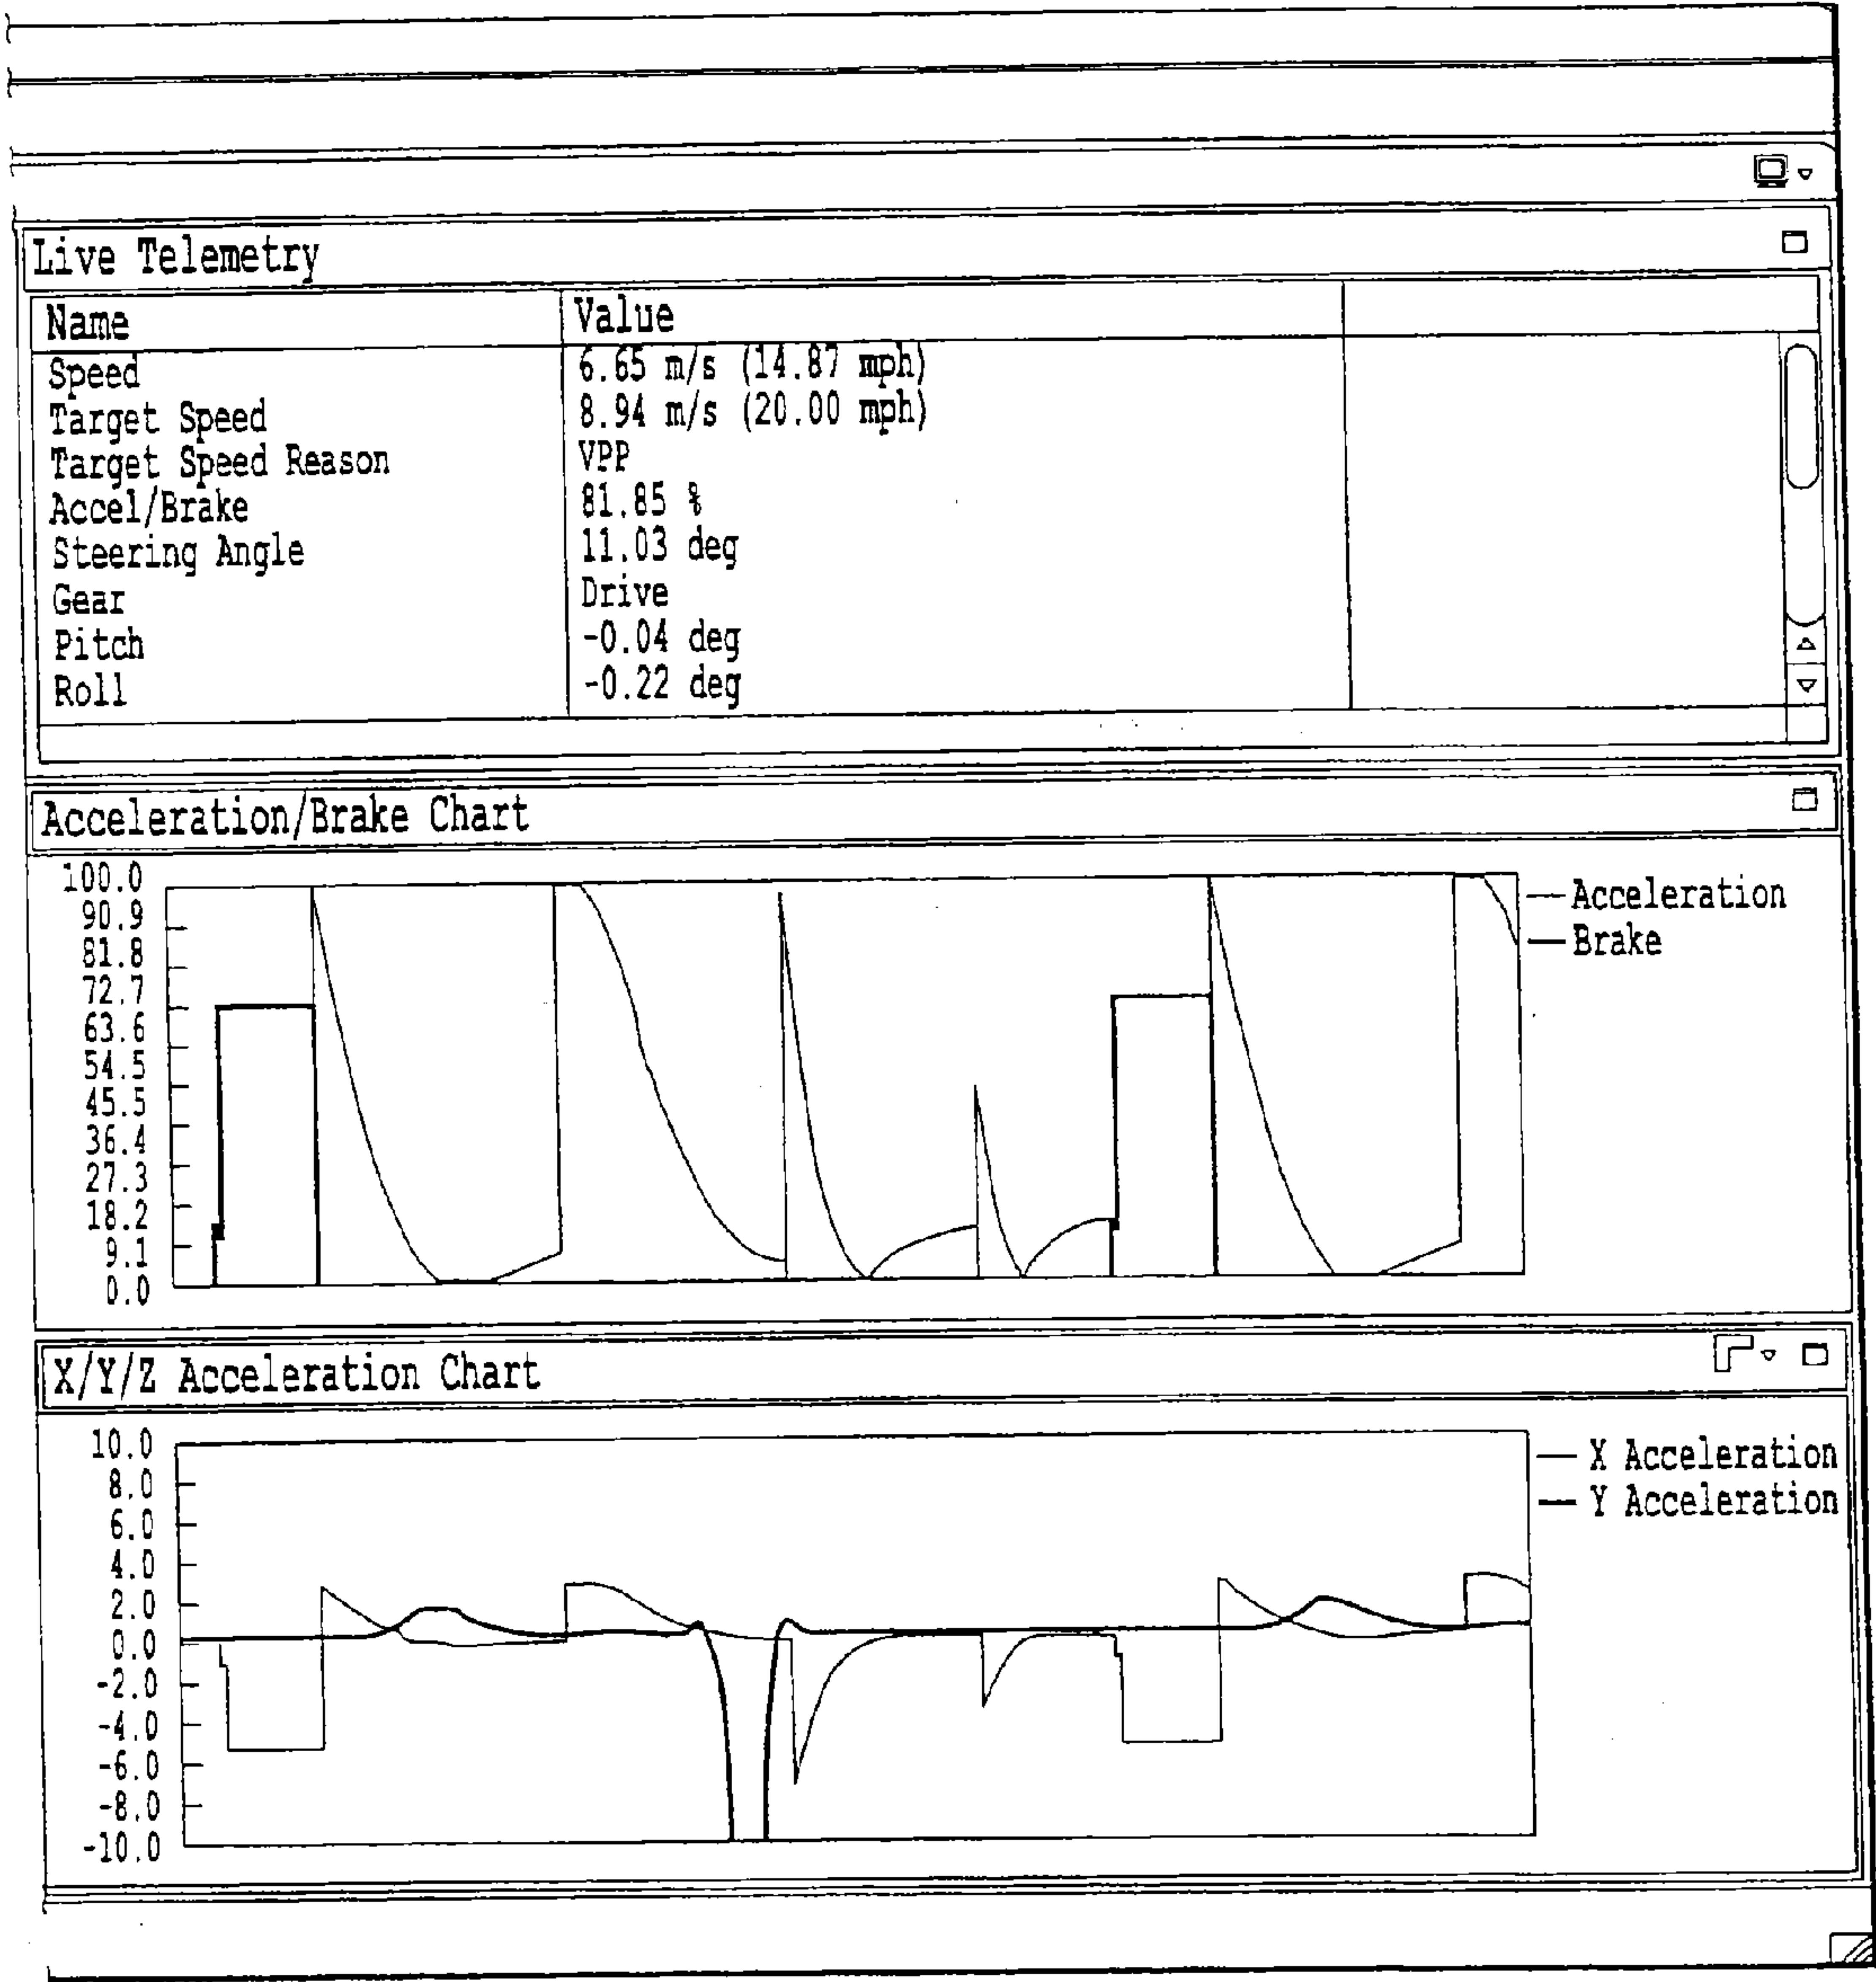 Live Telemetry
Name Value
Speed 6.65 m/s (14.87 mph)
Target Speed 8.94 m/s (20.00 mph)
Target Speed Reason VPP
Accel/Brake 81.85 %
Steering Angle 11.03 deg
Gear Drive
Pitch -0.04 deg
Roll -0.22 deg
Acceleration/Brake Chart
100.0
90.9
81.8
72.7
63.6
54.5
45.5
36.4
27.3
18.2
9.1
0.0
Acceleration
Brake
X/Y/Z Acceleration Chart
10.0
8.0
6.0
4.0
2.0
0.0
-2.0
-4.0
-6.0
-8.0
-10.0
X Acceleration
Y Acceleration